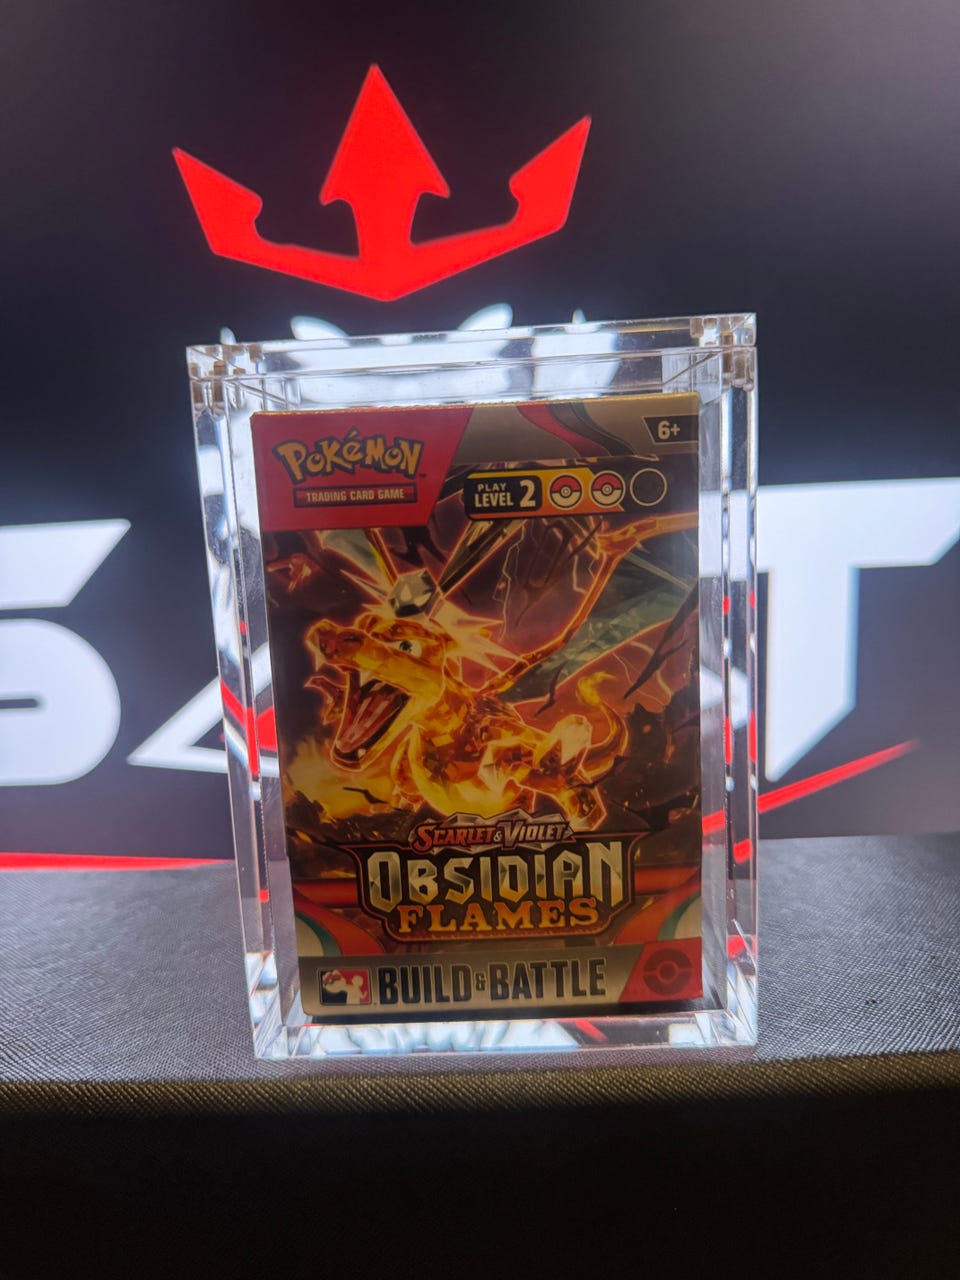 6+
POKéMON
TRADING CARD GAME
PLAY
LEVEL 2
SCARLET & VIOLET
OBSIDIAN
FLAMES
BUILD & BATTLE